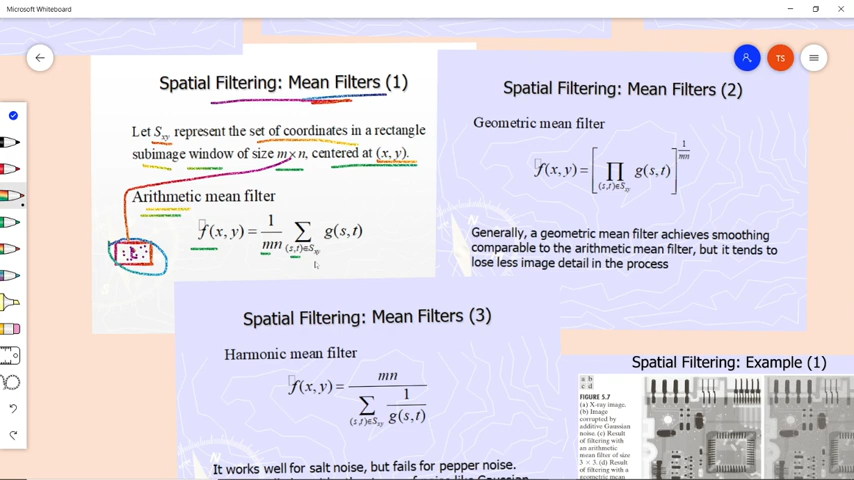 Microsoft Whiteboard
TS
Spatial Filtering: Mean Filters (1)
Let Sxy represent the set of coordinates in a rectangle
subimage window of size m×n, centered at (x, y).
Arithmetic mean filter
f(x, y) = 1/mn ∑(s,t)∈Sxy g(s,t)
Spatial Filtering: Mean Filters (2)
Geometric mean filter
f(x, y) = [∏(s,t)∈Sxy g(s,t)]^1/mn
Generally, a geometric mean filter achieves smoothing
comparable to the arithmetic mean filter, but it tends to
lose less image detail in the process
Spatial Filtering: Mean Filters (3)
Harmonic mean filter
f(x, y) = mn / ∑(s,t)∈Sxy 1/g(s,t)
It works well for salt noise, but fails for pepper noise.
Spatial Filtering: Example (1)
a b
c d
FIGURE 5.7
(a) X-ray image.
(b) Image
corrupted by
additive Gaussian
noise. (c) Result
of filtering with
an arithmetic
mean filter of size
3 × 3. (d) Result
of filtering with a
geometric mean